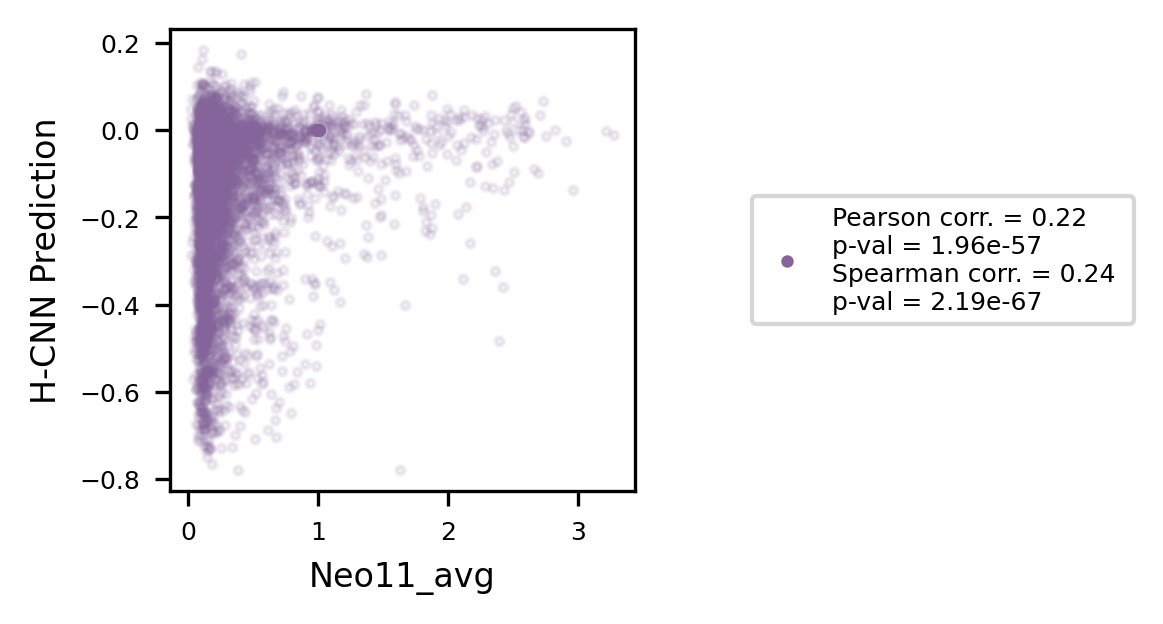 0.2
0.0
−0.2
−0.4
−0.6
−0.8
H-CNN Prediction
0 1 2 3
Neo11_avg
Pearson corr. = 0.22
p-val = 1.96e-57
Spearman corr. = 0.24
p-val = 2.19e-67